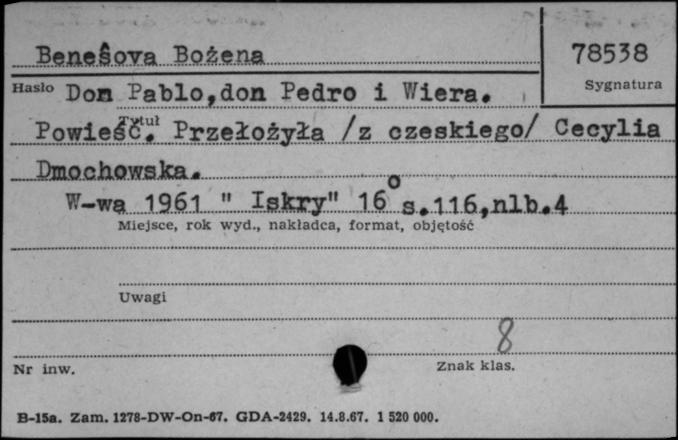 Benešova Bożena 78538
Hasło Don Pablo,don Pedro i Wiera. Sygnatura
Tytuł
Powieść. Przełożyła /z czeskiego/ Cecylia
Dmochowska.
W-wa 1961 " Iskry" 16° s.116,nlb.4
Miejsce, rok wyd., nakładca, format, objętość
Uwagi
8
Nr inw. Znak klas.
B-15a. Zam. 1278-DW-On-67. GDA-2429. 14.8.67. 1 520 000.